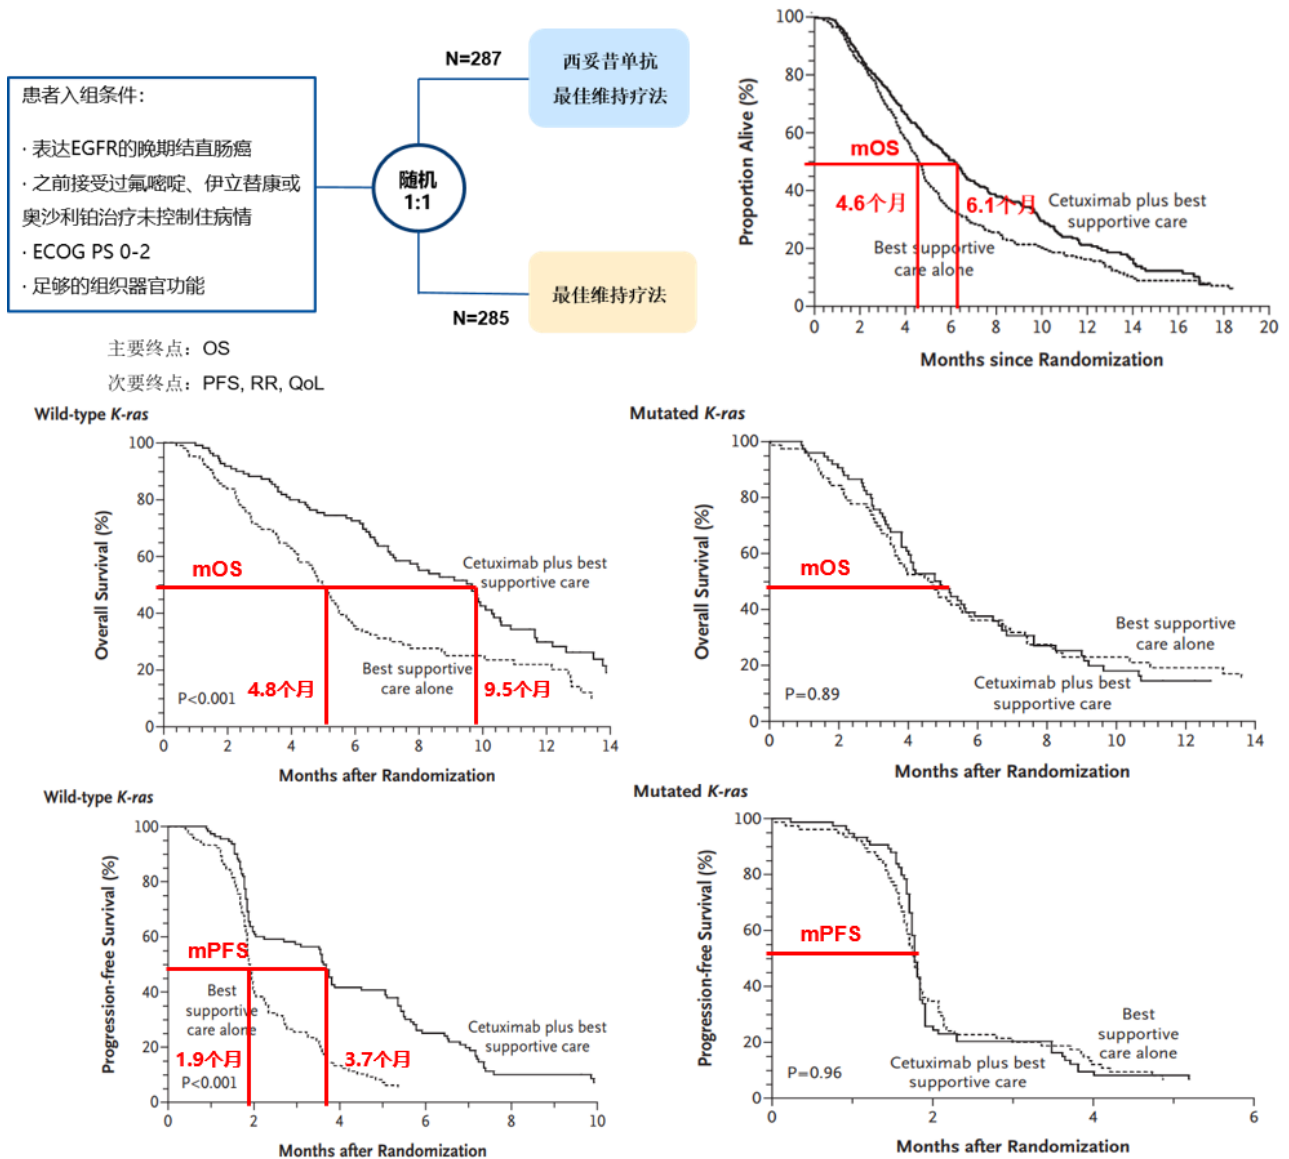 患者入组条件：
· 表达EGFR的晚期结直肠癌
· 之前接受过氟嘧啶、伊立替康或
奥沙利铂治疗未控制住病情
· ECOG PS 0-2
· 足够的组织器官功能
随机
1:1
N=287
西妥昔单抗
最佳维持疗法
N=285
最佳维持疗法
主要终点：OS
次要终点：PFS, RR, QoL
Proportion Alive (%)
100
80
60
40
20
0
mOS
4.6个月
6.1个月
Cetuximab plus best
supportive care
Best supportive
care alone
0 2 4 6 8 10 12 14 16 18 20
Months since Randomization
Wild-type K-ras
Overall Survival (%)
100
80
60
40
20
0
mOS
Cetuximab plus best
supportive care
Best supportive
care alone
4.8个月
9.5个月
P<0.001
0 2 4 6 8 10 12 14
Months after Randomization
Mutated K-ras
Overall Survival (%)
100
80
60
40
20
0
mOS
Best supportive
care alone
Cetuximab plus best
supportive care
P=0.89
0 2 4 6 8 10 12 14
Months after Randomization
Wild-type K-ras
Progression-free Survival (%)
100
80
60
40
20
0
mPFS
Best
supportive
care alone
Cetuximab plus best
supportive care
1.9个月
3.7个月
P<0.001
0 2 4 6 8 10
Months after Randomization
Mutated K-ras
Progression-free Survival (%)
100
80
60
40
20
0
mPFS
Best
supportive
care alone
Cetuximab plus best
supportive care
P=0.96
0 2 4 6
Months after Randomization